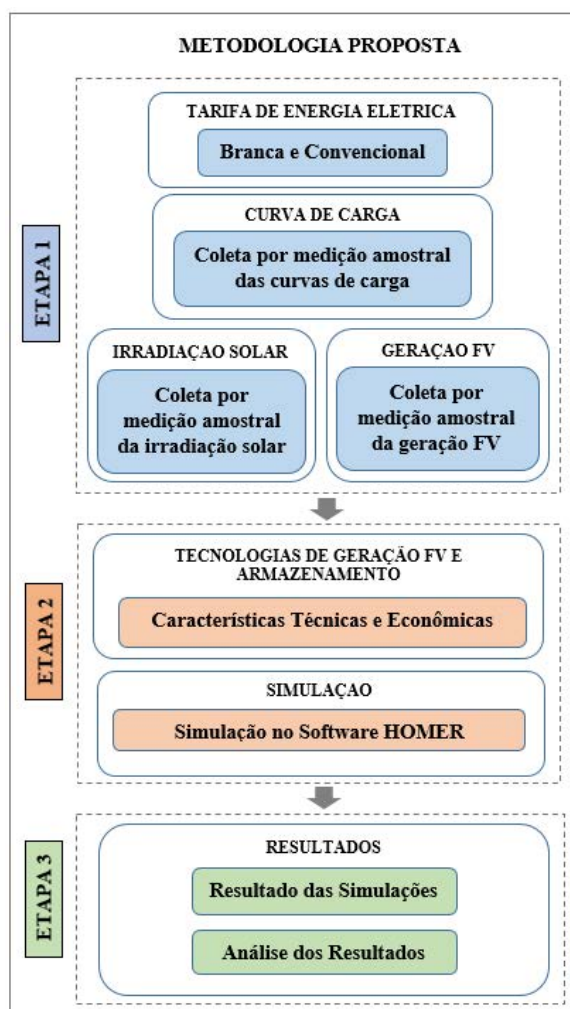 METODOLOGIA PROPOSTA
ETAPA 1
TARIFA DE ENERGIA ELETRICA
Branca e Convencional
CURVA DE CARGA
Coleta por medição amostral
das curvas de carga
IRRADIAÇAO SOLAR
Coleta por
medição amostral
da irradiação solar
GERAÇAO FV
Coleta por
medição amostral
da geração FV
ETAPA 2
TECNOLOGIAS DE GERAÇAO FV E
ARMAZENAMENTO
Características Técnicas e Econômicas
SIMULAÇAO
Simulação no Software HOMER
ETAPA 3
RESULTADOS
Resultado das Simulações
Análise dos Resultados